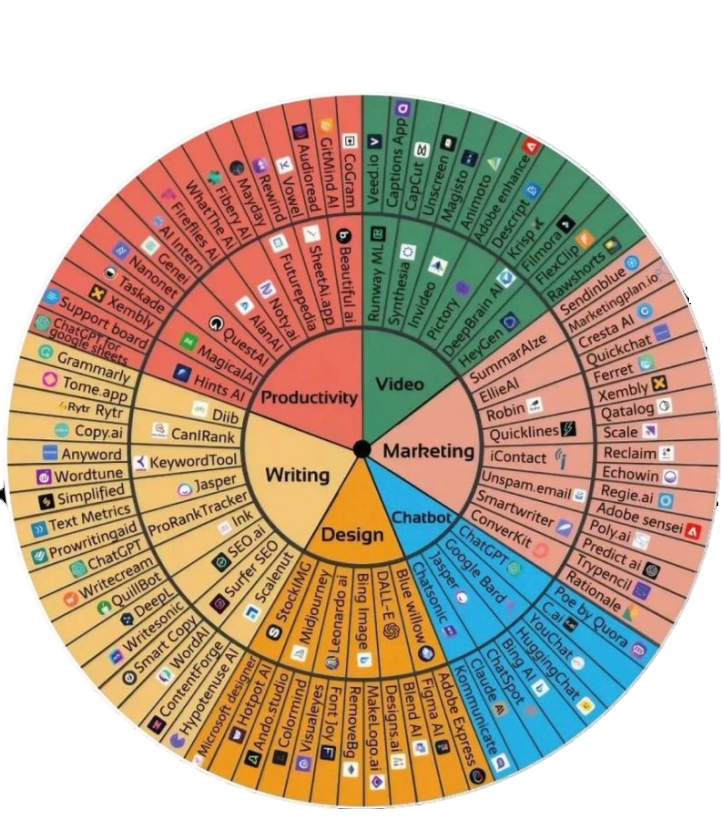 Productivity
Video
Marketing
Chatbot
Design
Writing
Runway ML
Synthesia
Invideo
Pictory
DeepBrain AI
HeyGen
Veed.io
Captions App
CapCut
Unscreen
Magisto
Animoto
Adobe enhance
Descript
Krisp
Filmora
FlexClip
Rawshorts
SummarAIze
EllieAI
Robin
Quicklines
iContact
Unspam.email
Smartwriter
ConverKit
Sendinblue
Marketingplan.io
Cresta AI
Quickchat
Ferret
Xembly
Qatalog
Scale
Reclaim
Echowin
Regie.ai
Adobe sensei
Poly.ai
Predict ai
Trypencil
Rationale
ChatGPT
Google Bard
Jasper
Chatsonic
Poe by Quora
C.ai
YouChat
HuggingChat
Bing AI
ChatSpot
Claude
Kommunicate
Blue willow
DALL-E
Bing Image
Leonardo ai
Midjourney
StockIMG
Adobe Express
Figma AI
Blend AI
Designs.ai
MakeLogo.ai
RemoveBg
Font Joy
Visualeyes
Colormind
Ando.studio
Hotpot AI
Microsoft designer
Scalenut
Surfer SEO
SEO.ai
Ink
ProRankTracker
Jasper
KeywordTool
CanIRank
Diib
Hypotenuse AI
ContentForge
WordAI
Smart Copy
Writesonic
DeepL
QuillBot
Writecream
ChatGPT
Prowritingaid
Text Metrics
Simplified
Wordtune
Anyword
Copy.ai
Rytr Rytr
Tome.app
Grammarly
Hints AI
MagicalAI
QuestAI
AlanAI
Noty.ai
Futurepedia
SheetAI.app
Beautiful ai
ChatGPT for google sheets
Support board
Xembly
Taskade
Nanonet
Genei
AI Intern
Fireflies AI
WhatThe AI
Fibery AI
Mayday
Rewind
Vowel
Audioread
GitMind AI
CoGram